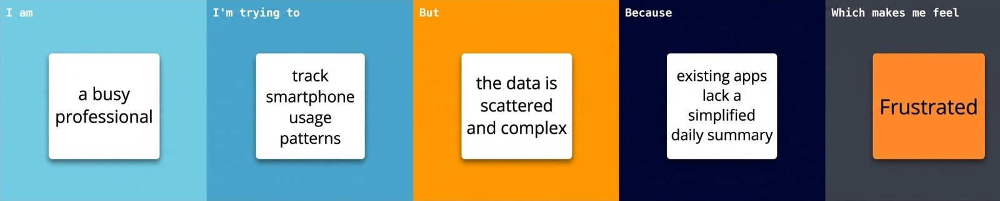 I am
a busy
professional
I'm trying to
track
smartphone
usage
patterns
But
the data is
scattered
and complex
Because
existing apps
lack a
simplified
daily summary
Which makes me feel
Frustrated